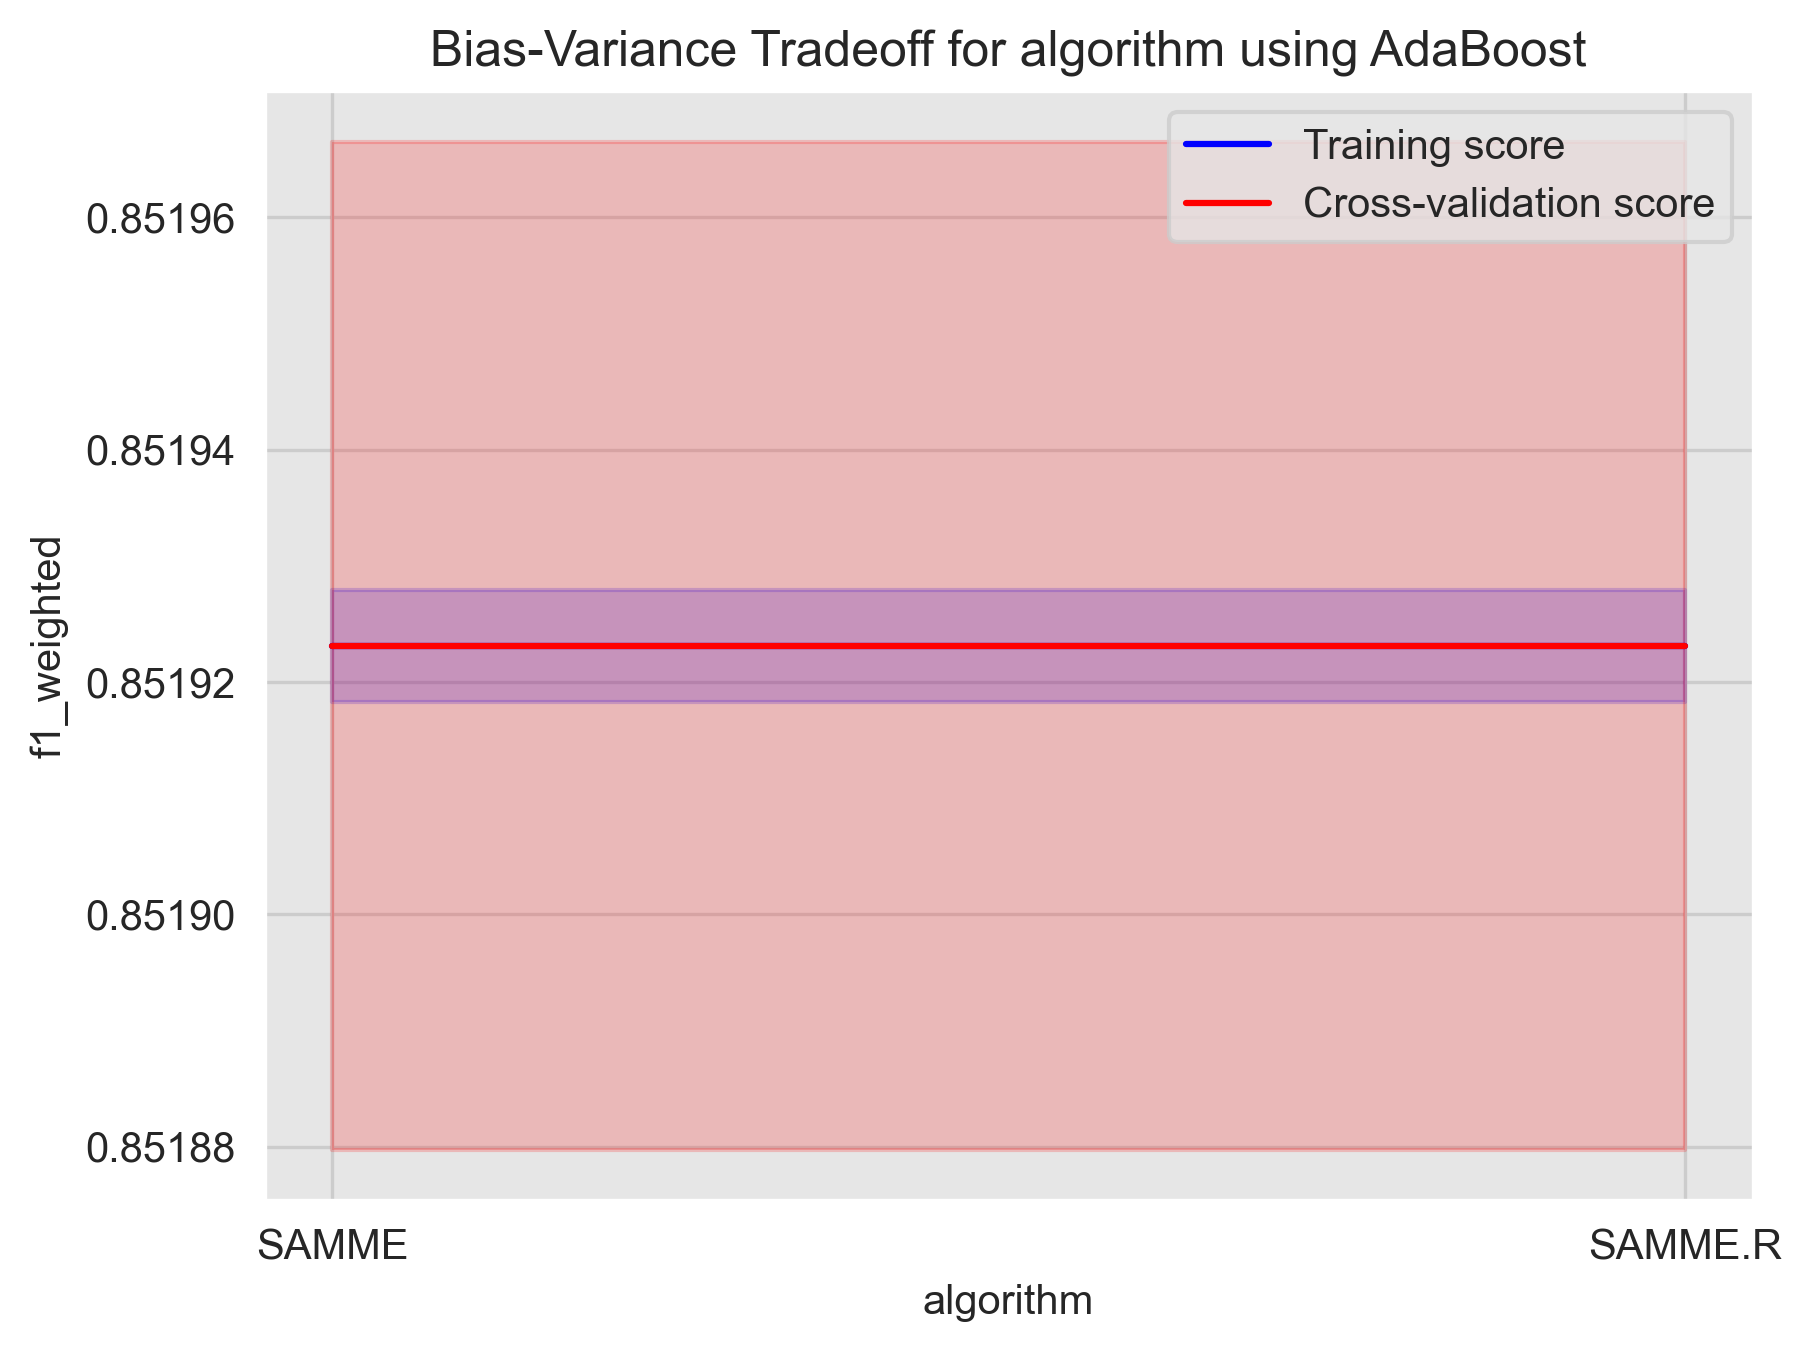 Bias-Variance Tradeoff for algorithm using AdaBoost
Training score
Cross-validation score
0.85196
0.85194
0.85192
0.85190
0.85188
f1_weighted
SAMME
SAMME.R
algorithm